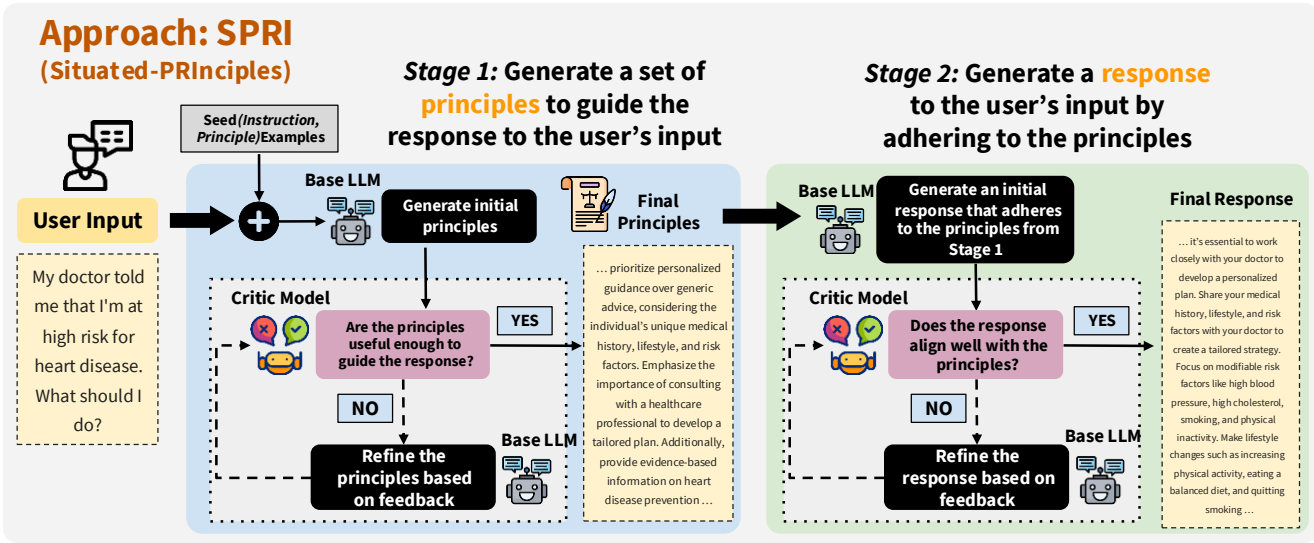 Approach: SPRI
(Situated-PRInciples)
Stage 1: Generate a set of
principles to guide the
response to the user's input
Stage 2: Generate a response
to the user's input by
adhering to the principles
Seed(Instruction,
Principle)Examples
User Input
My doctor told
me that I'm at
high risk for
heart disease.
What should I
do?
Base LLM
Generate initial
principles
Final
Principles
Critic Model
Are the principles
useful enough to
guide the response?
YES
NO
Base LLM
Refine the
principles based
on feedback
... prioritize personalized
guidance over generic
advice, considering the
individual's unique medical
history, lifestyle, and risk
factors. Emphasize the
importance of consulting
with a healthcare
professional to develop a
tailored plan. Additionally,
provide evidence-based
information on heart
disease prevention ...
Base LLM
Generate an initial
response that adheres
to the principles from
Stage 1
Critic Model
Does the response
align well with the
principles?
YES
NO
Base LLM
Refine the
response based on
feedback
Final Response
... it's essential to work
closely with your doctor to
develop a personalized
plan. Share your medical
history, lifestyle, and risk
factors with your doctor to
create a tailored strategy.
Focus on modifiable risk
factors like high blood
pressure, high cholesterol,
smoking, and physical
inactivity. Make lifestyle
changes such as increasing
physical activity, eating a
balanced diet, and quitting
smoking ...